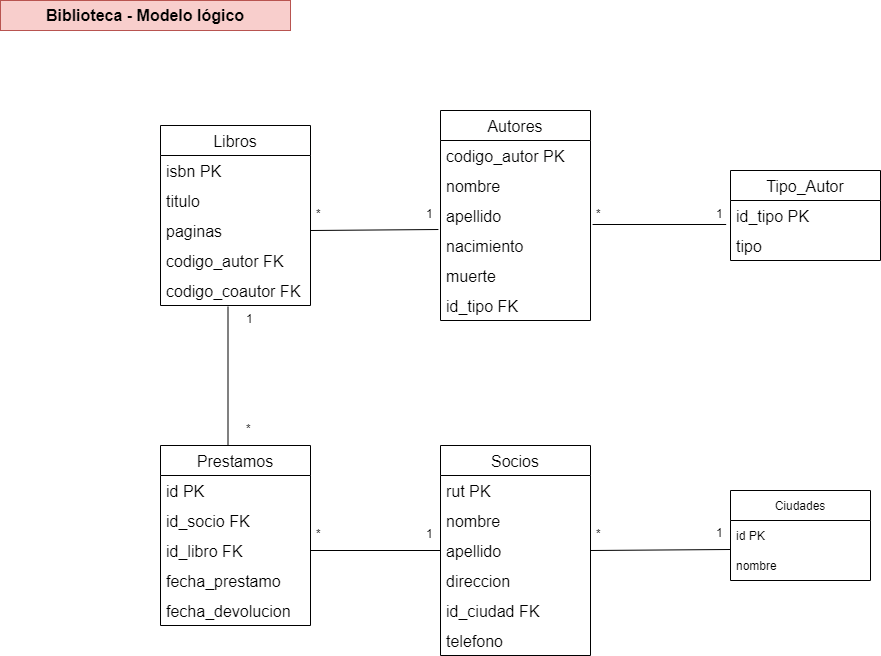 Biblioteca - Modelo lógico
Libros
isbn PK
titulo
paginas
codigo_autor FK
codigo_coautor FK
*
1
Autores
codigo_autor PK
nombre
apellido
nacimiento
muerte
id_tipo FK
*
1
Tipo_Autor
id_tipo PK
tipo
1
*
Prestamos
id PK
id_socio FK
id_libro FK
fecha_prestamo
fecha_devolucion
*
1
Socios
rut PK
nombre
apellido
direccion
id_ciudad FK
telefono
*
1
Ciudades
id PK
nombre